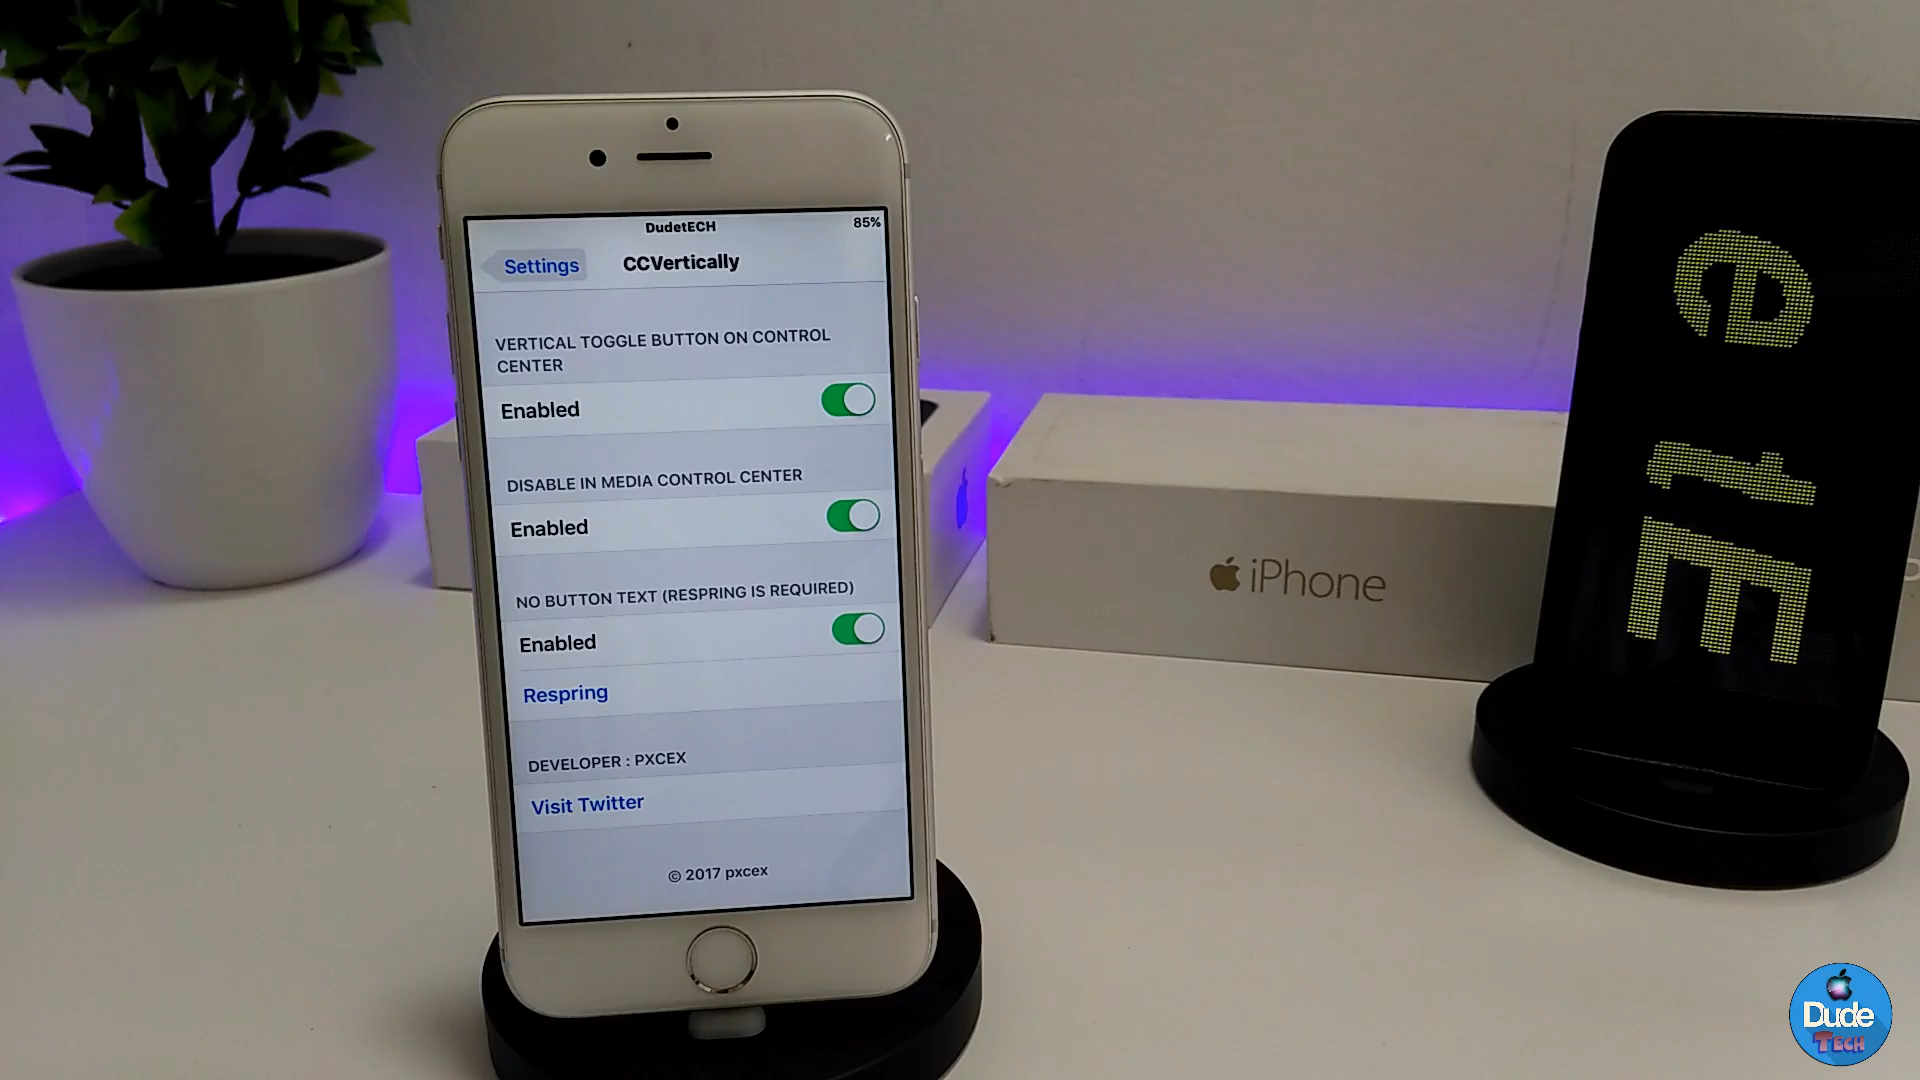 DudetECH
85%
Settings
CCVertically
VERTICAL TOGGLE BUTTON ON CONTROL
CENTER
Enabled
DISABLE IN MEDIA CONTROL CENTER
Enabled
NO BUTTON TEXT (RESPRING IS REQUIRED)
Enabled
Respring
DEVELOPER : PXCEX
Visit Twitter
© 2017 pxcex
iPhone
etE
Dude
TECH